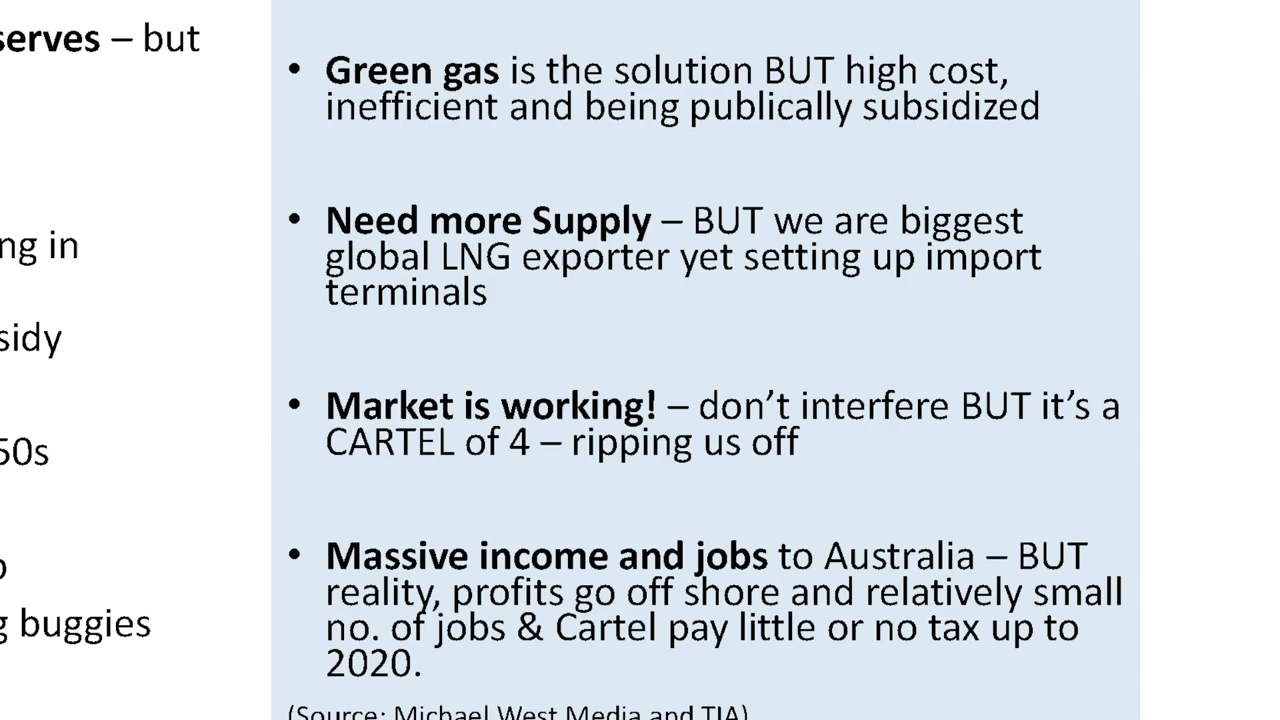 serves – but
ng in
sidy
50s
g buggies
• Green gas is the solution BUT high cost,
inefficient and being publically subsidized
• Need more Supply – BUT we are biggest
global LNG exporter yet setting up import
terminals
• Market is working! – don’t interfere BUT it’s a
CARTEL of 4 – ripping us off
• Massive income and jobs to Australia – BUT
reality, profits go off shore and relatively small
no. of jobs & Cartel pay little or no tax up to
2020.
(Source: Michael West Media and TIA)